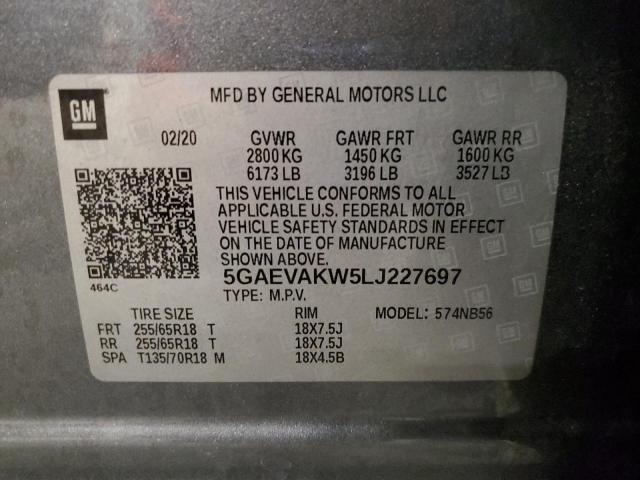 GM
MFD BY GENERAL MOTORS LLC
02/20 GVWR GAWR FRT GAWR RR
2800 KG 1450 KG 1600 KG
6173 LB 3196 LB 3527 LB
THIS VEHICLE CONFORMS TO ALL
APPLICABLE U.S. FEDERAL MOTOR
VEHICLE SAFETY STANDARDS IN EFFECT
ON THE DATE OF MANUFACTURE
SHOWN ABOVE.
464C
5GAEVAKW5LJ227697
TYPE: M.P.V.
TIRE SIZE RIM MODEL: 574NB56
FRT 255/65R18 T 18X7.5J
RR 255/65R18 T 18X7.5J
SPA T135/70R18 M 18X4.5B